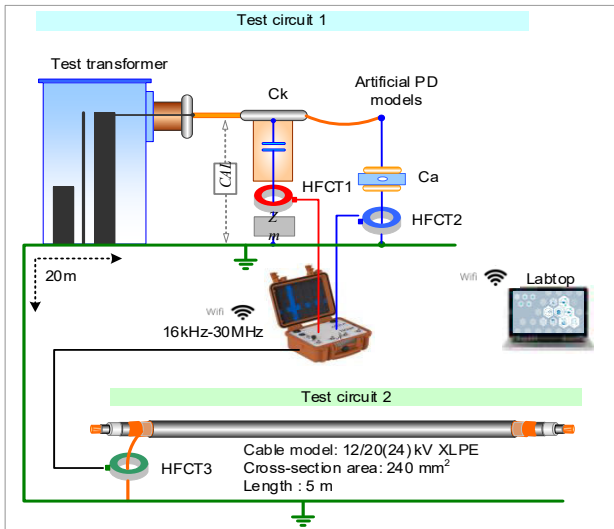 Test circuit 1
Test transformer
Ck
Artificial PD
models
CAL
HFCT1
Z
m
Ca
HFCT2
20m
Wifi
16kHz-30MHz
Wifi
Labtop
Test circuit 2
Cable model: 12/20(24) kV XLPE
Cross-section area: 240 mm²
Length : 5 m
HFCT3